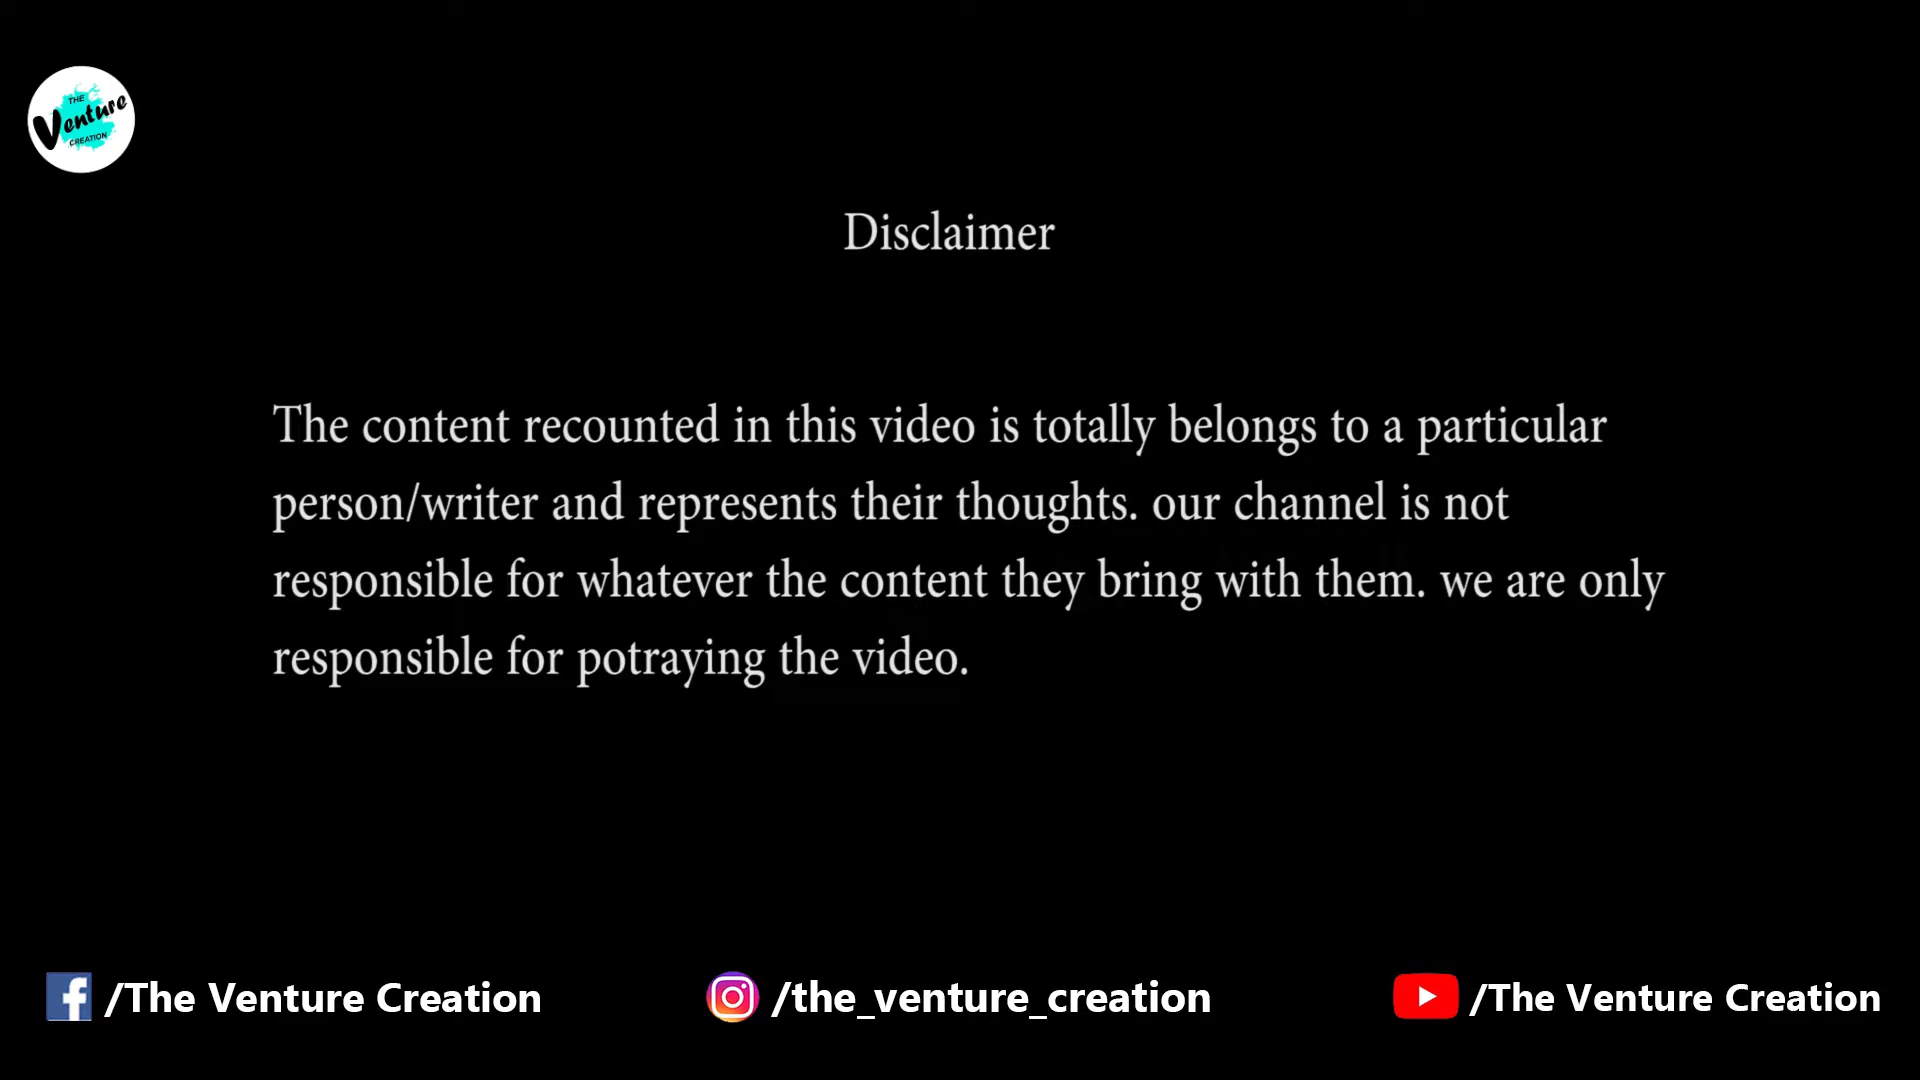 THE
Venture
CREATION
Disclaimer
The content recounted in this video is totally belongs to a particular
person/writer and represents their thoughts. our channel is not
responsible for whatever the content they bring with them. we are only
responsible for potraying the video.
/The Venture Creation
/the_venture_creation
/The Venture Creation